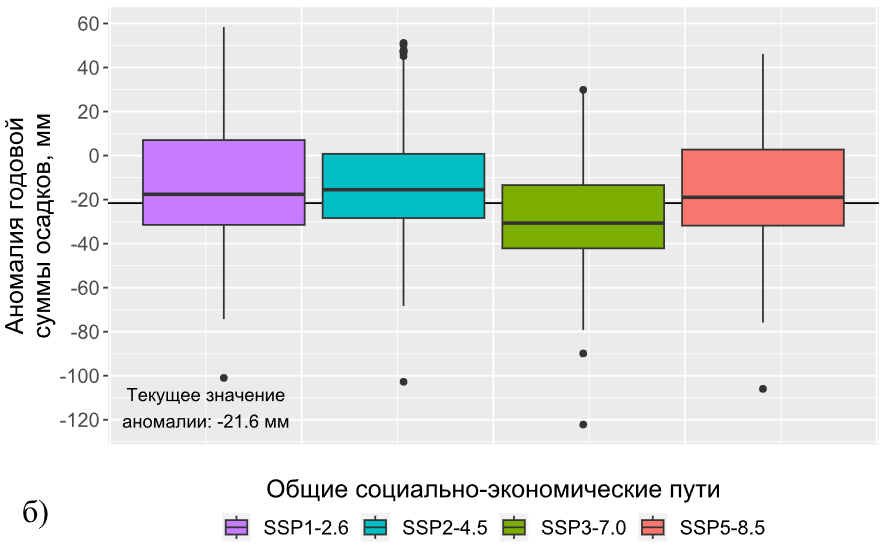 60
40
20
0
-20
-40
-60
-80
-100
-120
Аномалия годовой
суммы осадков, мм
Текущее значение
аномалии: -21.6 мм
Общие социально-экономические пути
б)
SSP1-2.6 SSP2-4.5 SSP3-7.0 SSP5-8.5